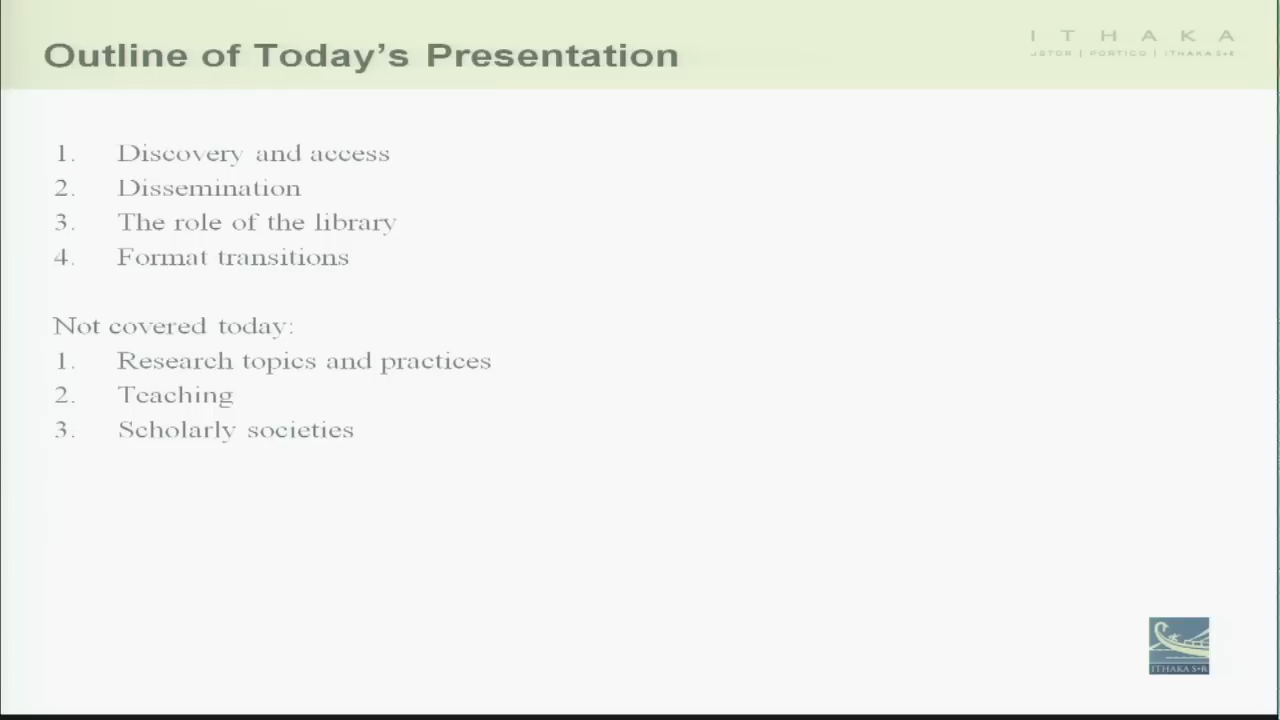 Outline of Today's Presentation
I T H A K A
JSTOR | PORTICO | ITHAKA S+R
1. Discovery and access
2. Dissemination
3. The role of the library
4. Format transitions
Not covered today:
1. Research topics and practices
2. Teaching
3. Scholarly societies
ITHAKA S+R